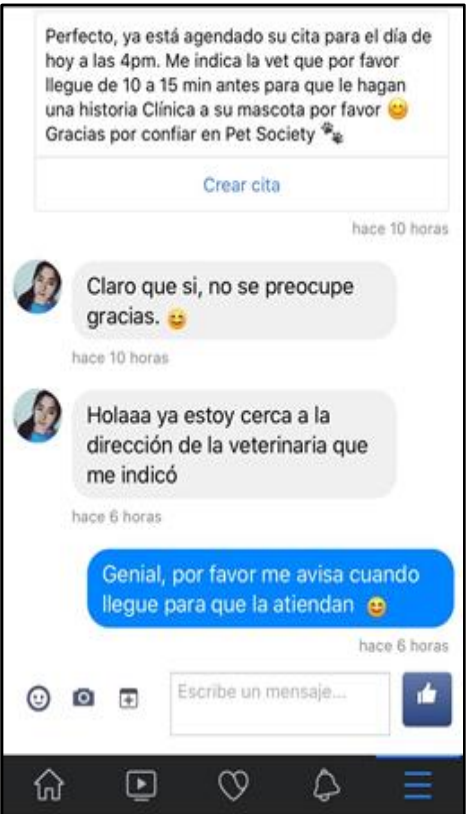 Perfecto, ya está agendado su cita para el día de
hoy a las 4pm. Me indica la vet que por favor
llegue de 10 a 15 min antes para que le hagan
una historia Clínica a su mascota por favor 😊
Gracias por confiar en Pet Society 🐾
Crear cita
hace 10 horas
Claro que si, no se preocupe
gracias. 😆
hace 10 horas
Holaaa ya estoy cerca a la
dirección de la veterinaria que
me indicó
hace 6 horas
Genial, por favor me avisa cuando
llegue para que la atiendan 😆
hace 6 horas
Escribe un mensaje...